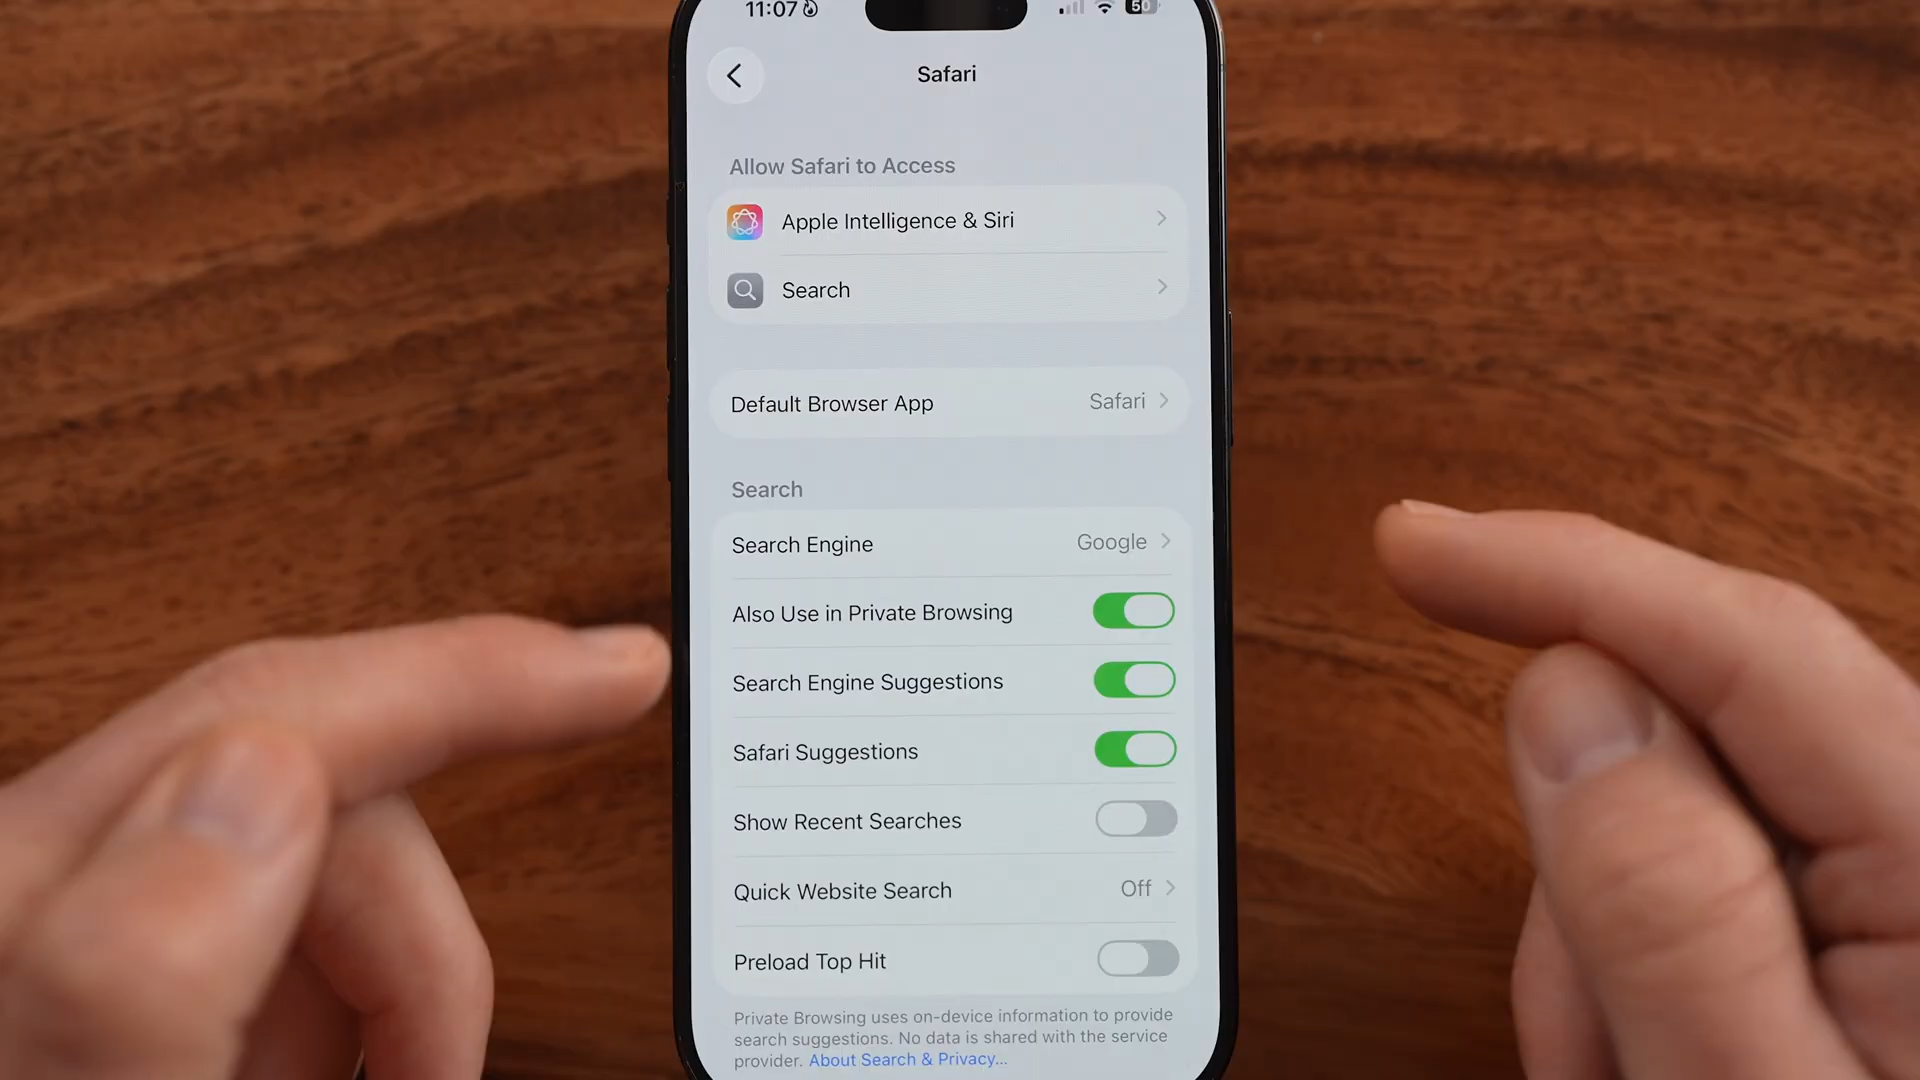 11:07
50
Safari
Allow Safari to Access
Apple Intelligence & Siri
Search
Default Browser App Safari
Search
Search Engine Google
Also Use in Private Browsing
Search Engine Suggestions
Safari Suggestions
Show Recent Searches
Quick Website Search Off
Preload Top Hit
Private Browsing uses on-device information to provide
search suggestions. No data is shared with the service
provider. About Search & Privacy...